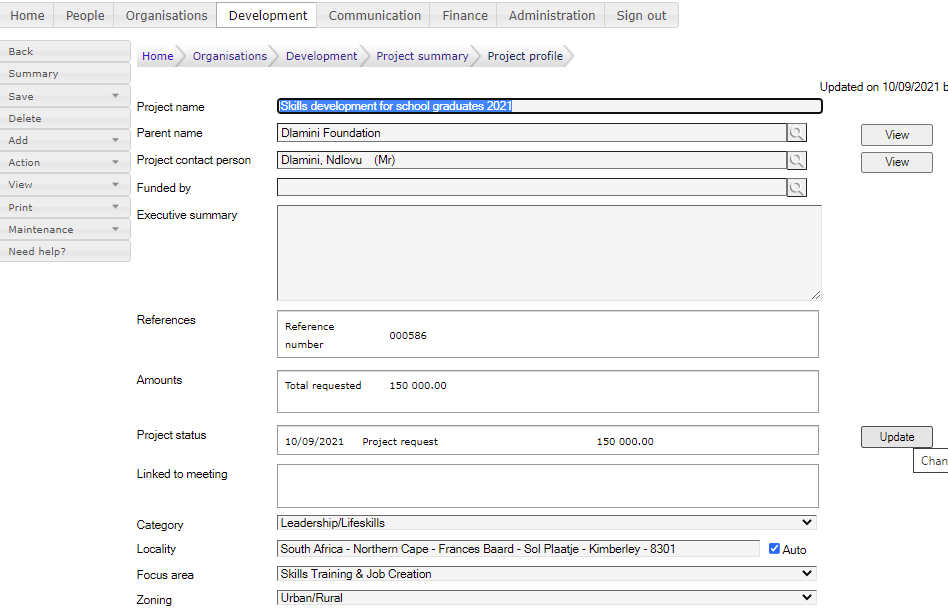 Home People Organisations Development Communication Finance Administration Sign out
Back
Summary
Save
Delete
Add
Action
View
Print
Maintenance
Need help?
Home Organisations Development Project summary Project profile
Updated on 10/09/2021 b
Project name Skills development for school graduates 2021
Parent name Dlamini Foundation View
Project contact person Dlamini, Ndlovu (Mr) View
Funded by
Executive summary
References
Reference
number 000586
Amounts Total requested 150 000.00
Project status 10/09/2021 Project request 150 000.00 Update
Chan
Linked to meeting
Category Leadership/Lifeskills
Locality South Africa - Northern Cape - Frances Baard - Sol Plaatje - Kimberley - 8301 Auto
Focus area Skills Training & Job Creation
Zoning Urban/Rural